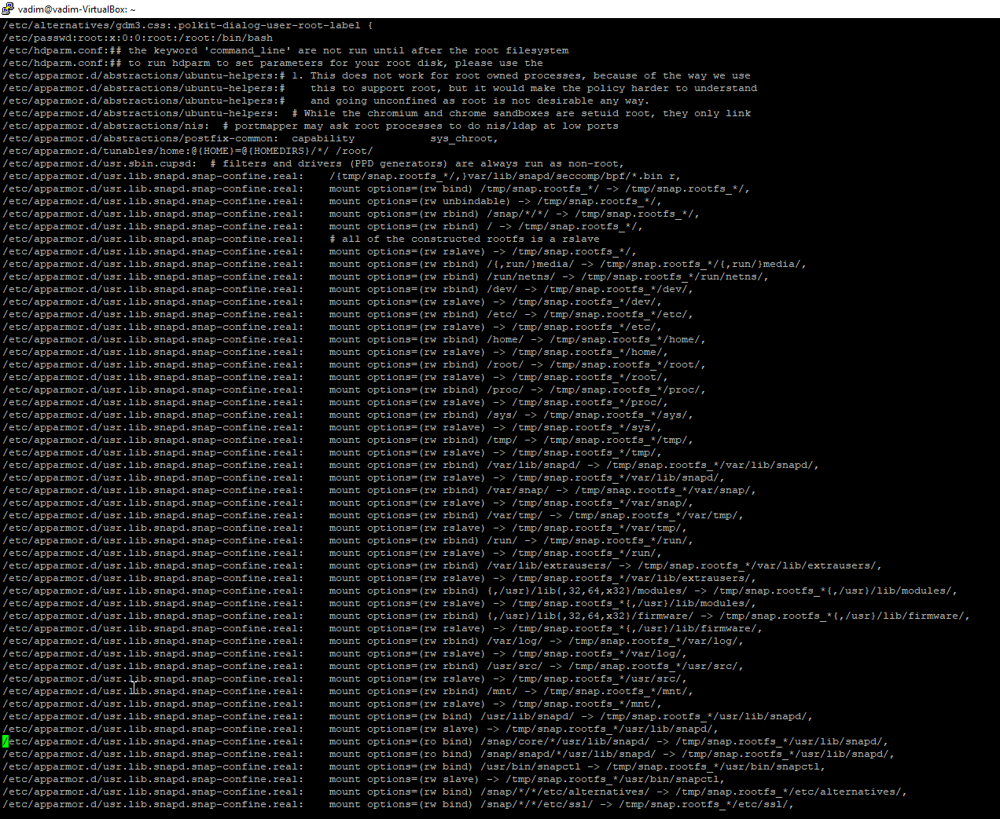 vadim@vadim-VirtualBox: ~
/etc/alternatives/gdm3.css:.polkit-dialog-user-root-label {
/etc/passwd:root:x:0:0:root:/root:/bin/bash
/etc/hdparm.conf:## the keyword 'command_line' are not run until after the root filesystem
/etc/hdparm.conf:## to run hdparm to set parameters for your root disk, please use the
/etc/apparmor.d/abstractions/ubuntu-helpers:# 1. This does not work for root owned processes, because of the way we use
/etc/apparmor.d/abstractions/ubuntu-helpers:#    this to support root, but it would make the policy harder to understand
/etc/apparmor.d/abstractions/ubuntu-helpers:#    and going unconfined as root is not desirable any way.
/etc/apparmor.d/abstractions/ubuntu-helpers:  # While the chromium and chrome sandboxes are setuid root, they only link
/etc/apparmor.d/abstractions/nis:  # portmapper may ask root processes to do nis/ldap at low ports
/etc/apparmor.d/abstractions/postfix-common:  capability            sys_chroot,
/etc/apparmor.d/tunables/home:@{HOME}=@{HOMEDIRS}/*/ /root/
/etc/apparmor.d/usr.sbin.cupsd:  # filters and drivers (PPD generators) are always run as non-root,
/etc/apparmor.d/usr.lib.snapd.snap-confine.real:    /{tmp/snap.rootfs_*/,}var/lib/snapd/seccomp/bpf/*.bin r,
/etc/apparmor.d/usr.lib.snapd.snap-confine.real:    mount options=(rw bind) /tmp/snap.rootfs_*/ -> /tmp/snap.rootfs_*/,
/etc/apparmor.d/usr.lib.snapd.snap-confine.real:    mount options=(rw unbindable) -> /tmp/snap.rootfs_*/,
/etc/apparmor.d/usr.lib.snapd.snap-confine.real:    mount options=(rw rbind) /snap/*/*/ -> /tmp/snap.rootfs_*/,
/etc/apparmor.d/usr.lib.snapd.snap-confine.real:    mount options=(rw rbind) / -> /tmp/snap.rootfs_*/,
/etc/apparmor.d/usr.lib.snapd.snap-confine.real:    # all of the constructed rootfs is a rslave
/etc/apparmor.d/usr.lib.snapd.snap-confine.real:    mount options=(rw rslave) -> /tmp/snap.rootfs_*/,
/etc/apparmor.d/usr.lib.snapd.snap-confine.real:    mount options=(rw rbind) /{,run/}media/ -> /tmp/snap.rootfs_*/{,run/}media/,
/etc/apparmor.d/usr.lib.snapd.snap-confine.real:    mount options=(rw rbind) /run/netns/ -> /tmp/snap.rootfs_*/run/netns/,
/etc/apparmor.d/usr.lib.snapd.snap-confine.real:    mount options=(rw rbind) /dev/ -> /tmp/snap.rootfs_*/dev/,
/etc/apparmor.d/usr.lib.snapd.snap-confine.real:    mount options=(rw rslave) -> /tmp/snap.rootfs_*/dev/,
/etc/apparmor.d/usr.lib.snapd.snap-confine.real:    mount options=(rw rbind) /etc/ -> /tmp/snap.rootfs_*/etc/,
/etc/apparmor.d/usr.lib.snapd.snap-confine.real:    mount options=(rw rslave) -> /tmp/snap.rootfs_*/etc/,
/etc/apparmor.d/usr.lib.snapd.snap-confine.real:    mount options=(rw rbind) /home/ -> /tmp/snap.rootfs_*/home/,
/etc/apparmor.d/usr.lib.snapd.snap-confine.real:    mount options=(rw rslave) -> /tmp/snap.rootfs_*/home/,
/etc/apparmor.d/usr.lib.snapd.snap-confine.real:    mount options=(rw rbind) /root/ -> /tmp/snap.rootfs_*/root/,
/etc/apparmor.d/usr.lib.snapd.snap-confine.real:    mount options=(rw rslave) -> /tmp/snap.rootfs_*/root/,
/etc/apparmor.d/usr.lib.snapd.snap-confine.real:    mount options=(rw rbind) /proc/ -> /tmp/snap.rootfs_*/proc/,
/etc/apparmor.d/usr.lib.snapd.snap-confine.real:    mount options=(rw rslave) -> /tmp/snap.rootfs_*/proc/,
/etc/apparmor.d/usr.lib.snapd.snap-confine.real:    mount options=(rw rbind) /sys/ -> /tmp/snap.rootfs_*/sys/,
/etc/apparmor.d/usr.lib.snapd.snap-confine.real:    mount options=(rw rslave) -> /tmp/snap.rootfs_*/sys/,
/etc/apparmor.d/usr.lib.snapd.snap-confine.real:    mount options=(rw rbind) /tmp/ -> /tmp/snap.rootfs_*/tmp/,
/etc/apparmor.d/usr.lib.snapd.snap-confine.real:    mount options=(rw rslave) -> /tmp/snap.rootfs_*/tmp/,
/etc/apparmor.d/usr.lib.snapd.snap-confine.real:    mount options=(rw rbind) /var/lib/snapd/ -> /tmp/snap.rootfs_*/var/lib/snapd/,
/etc/apparmor.d/usr.lib.snapd.snap-confine.real:    mount options=(rw rslave) -> /tmp/snap.rootfs_*/var/lib/snapd/,
/etc/apparmor.d/usr.lib.snapd.snap-confine.real:    mount options=(rw rbind) /var/snap/ -> /tmp/snap.rootfs_*/var/snap/,
/etc/apparmor.d/usr.lib.snapd.snap-confine.real:    mount options=(rw rslave) -> /tmp/snap.rootfs_*/var/snap/,
/etc/apparmor.d/usr.lib.snapd.snap-confine.real:    mount options=(rw rbind) /var/tmp/ -> /tmp/snap.rootfs_*/var/tmp/,
/etc/apparmor.d/usr.lib.snapd.snap-confine.real:    mount options=(rw rslave) -> /tmp/snap.rootfs_*/var/tmp/,
/etc/apparmor.d/usr.lib.snapd.snap-confine.real:    mount options=(rw rbind) /run/ -> /tmp/snap.rootfs_*/run/,
/etc/apparmor.d/usr.lib.snapd.snap-confine.real:    mount options=(rw rslave) -> /tmp/snap.rootfs_*/run/,
/etc/apparmor.d/usr.lib.snapd.snap-confine.real:    mount options=(rw rbind) /var/lib/extrausers/ -> /tmp/snap.rootfs_*/var/lib/extrausers/,
/etc/apparmor.d/usr.lib.snapd.snap-confine.real:    mount options=(rw rslave) -> /tmp/snap.rootfs_*/var/lib/extrausers/,
/etc/apparmor.d/usr.lib.snapd.snap-confine.real:    mount options=(rw rbind) {,/usr}/lib{,32,64,x32}/modules/ -> /tmp/snap.rootfs_*{,/usr}/lib/modules/,
/etc/apparmor.d/usr.lib.snapd.snap-confine.real:    mount options=(rw rslave) -> /tmp/snap.rootfs_*{,/usr}/lib/modules/,
/etc/apparmor.d/usr.lib.snapd.snap-confine.real:    mount options=(rw rbind) {,/usr}/lib{,32,64,x32}/firmware/ -> /tmp/snap.rootfs_*{,/usr}/lib/firmware/,
/etc/apparmor.d/usr.lib.snapd.snap-confine.real:    mount options=(rw rslave) -> /tmp/snap.rootfs_*{,/usr}/lib/firmware/,
/etc/apparmor.d/usr.lib.snapd.snap-confine.real:    mount options=(rw rbind) /var/log/ -> /tmp/snap.rootfs_*/var/log/,
/etc/apparmor.d/usr.lib.snapd.snap-confine.real:    mount options=(rw rslave) -> /tmp/snap.rootfs_*/var/log/,
/etc/apparmor.d/usr.lib.snapd.snap-confine.real:    mount options=(rw rbind) /usr/src/ -> /tmp/snap.rootfs_*/usr/src/,
/etc/apparmor.d/usr.lib.snapd.snap-confine.real:    mount options=(rw rslave) -> /tmp/snap.rootfs_*/usr/src/,
/etc/apparmor.d/usr.lib.snapd.snap-confine.real:    mount options=(rw rbind) /mnt/ -> /tmp/snap.rootfs_*/mnt/,
/etc/apparmor.d/usr.lib.snapd.snap-confine.real:    mount options=(rw rslave) -> /tmp/snap.rootfs_*/mnt/,
/etc/apparmor.d/usr.lib.snapd.snap-confine.real:    mount options=(rw bind) /usr/lib/snapd/ -> /tmp/snap.rootfs_*/usr/lib/snapd/,
/etc/apparmor.d/usr.lib.snapd.snap-confine.real:    mount options=(rw slave) -> /tmp/snap.rootfs_*/usr/lib/snapd/,
/etc/apparmor.d/usr.lib.snapd.snap-confine.real:    mount options=(ro bind) /snap/core/*/usr/lib/snapd/ -> /tmp/snap.rootfs_*/usr/lib/snapd/,
/etc/apparmor.d/usr.lib.snapd.snap-confine.real:    mount options=(ro bind) /snap/snapd/*/usr/lib/snapd/ -> /tmp/snap.rootfs_*/usr/lib/snapd/,
/etc/apparmor.d/usr.lib.snapd.snap-confine.real:    mount options=(rw bind) /usr/bin/snapctl -> /tmp/snap.rootfs_*/usr/bin/snapctl,
/etc/apparmor.d/usr.lib.snapd.snap-confine.real:    mount options=(rw slave) -> /tmp/snap.rootfs_*/usr/bin/snapctl,
/etc/apparmor.d/usr.lib.snapd.snap-confine.real:    mount options=(rw bind) /snap/*/*/etc/alternatives/ -> /tmp/snap.rootfs_*/etc/alternatives/,
/etc/apparmor.d/usr.lib.snapd.snap-confine.real:    mount options=(rw bind) /snap/*/*/etc/ssl/ -> /tmp/snap.rootfs_*/etc/ssl/,